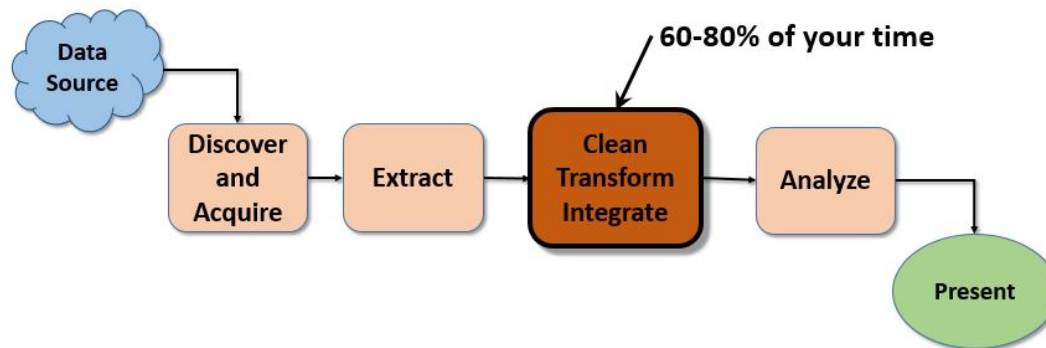 Data
Source
60-80% of your time
Discover
and
Acquire
Extract
Clean
Transform
Integrate
Analyze
Present